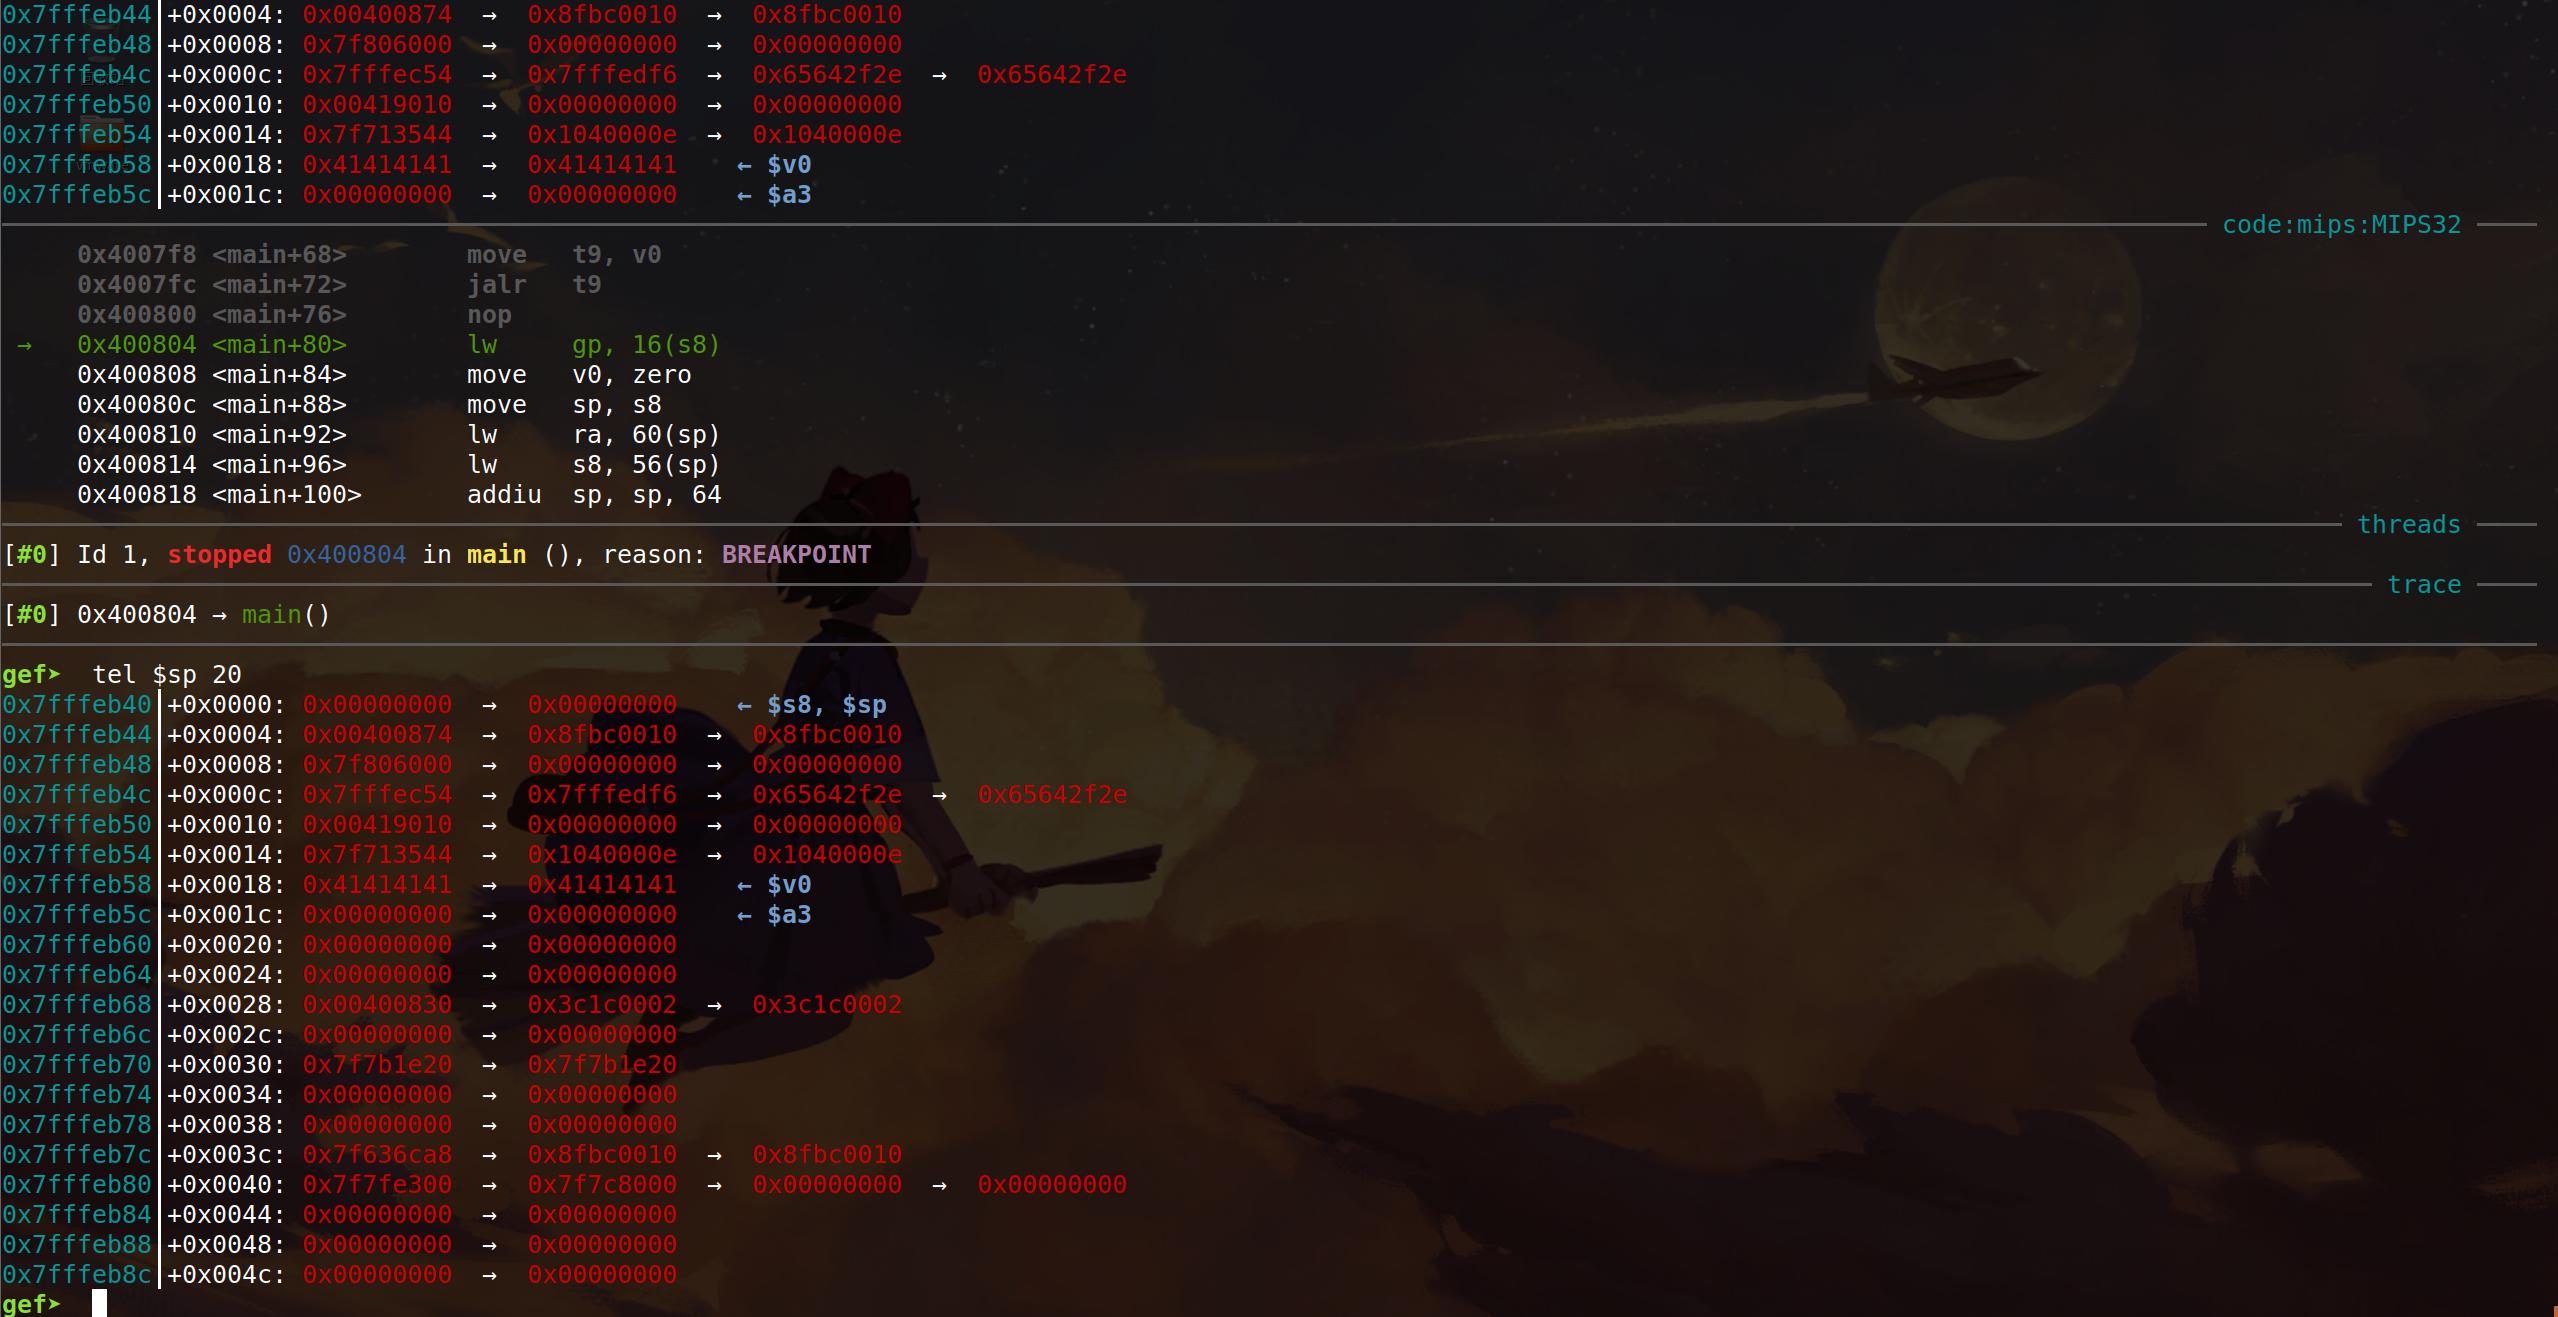 0x7fffeb44│+0x0004: 0x00400874  →  0x8fbc0010  →  0x8fbc0010
0x7fffeb48│+0x0008: 0x7f806000  →  0x00000000  →  0x00000000
0x7fffeb4c│+0x000c: 0x7fffec54  →  0x7fffedf6  →  0x65642f2e  →  0x65642f2e
0x7fffeb50│+0x0010: 0x00419010  →  0x00000000  →  0x00000000
0x7fffeb54│+0x0014: 0x7f713544  →  0x1040000e  →  0x1040000e
0x7fffeb58│+0x0018: 0x41414141  →  0x41414141    ← $v0
0x7fffeb5c│+0x001c: 0x00000000  →  0x00000000    ← $a3
code:mips:MIPS32
0x4007f8 <main+68>        move   t9, v0
0x4007fc <main+72>        jalr   t9
0x400800 <main+76>        nop
→   0x400804 <main+80>        lw     gp, 16(s8)
0x400808 <main+84>        move   v0, zero
0x40080c <main+88>        move   sp, s8
0x400810 <main+92>        lw     ra, 60(sp)
0x400814 <main+96>        lw     s8, 56(sp)
0x400818 <main+100>       addiu  sp, sp, 64
threads
[#0] Id 1, stopped 0x400804 in main (), reason: BREAKPOINT
trace
[#0] 0x400804 → main()
gef➤  tel $sp 20
0x7fffeb40│+0x0000: 0x00000000  →  0x00000000    ← $s8, $sp
0x7fffeb44│+0x0004: 0x00400874  →  0x8fbc0010  →  0x8fbc0010
0x7fffeb48│+0x0008: 0x7f806000  →  0x00000000  →  0x00000000
0x7fffeb4c│+0x000c: 0x7fffec54  →  0x7fffedf6  →  0x65642f2e  →  0x65642f2e
0x7fffeb50│+0x0010: 0x00419010  →  0x00000000  →  0x00000000
0x7fffeb54│+0x0014: 0x7f713544  →  0x1040000e  →  0x1040000e
0x7fffeb58│+0x0018: 0x41414141  →  0x41414141    ← $v0
0x7fffeb5c│+0x001c: 0x00000000  →  0x00000000    ← $a3
0x7fffeb60│+0x0020: 0x00000000  →  0x00000000
0x7fffeb64│+0x0024: 0x00000000  →  0x00000000
0x7fffeb68│+0x0028: 0x00400830  →  0x3c1c0002  →  0x3c1c0002
0x7fffeb6c│+0x002c: 0x00000000  →  0x00000000
0x7fffeb70│+0x0030: 0x7f7b1e20  →  0x7f7b1e20
0x7fffeb74│+0x0034: 0x00000000  →  0x00000000
0x7fffeb78│+0x0038: 0x00000000  →  0x00000000
0x7fffeb7c│+0x003c: 0x7f636ca8  →  0x8fbc0010  →  0x8fbc0010
0x7fffeb80│+0x0040: 0x7f7fe300  →  0x7f7c8000  →  0x00000000  →  0x00000000
0x7fffeb84│+0x0044: 0x00000000  →  0x00000000
0x7fffeb88│+0x0048: 0x00000000  →  0x00000000
0x7fffeb8c│+0x004c: 0x00000000  →  0x00000000
gef➤